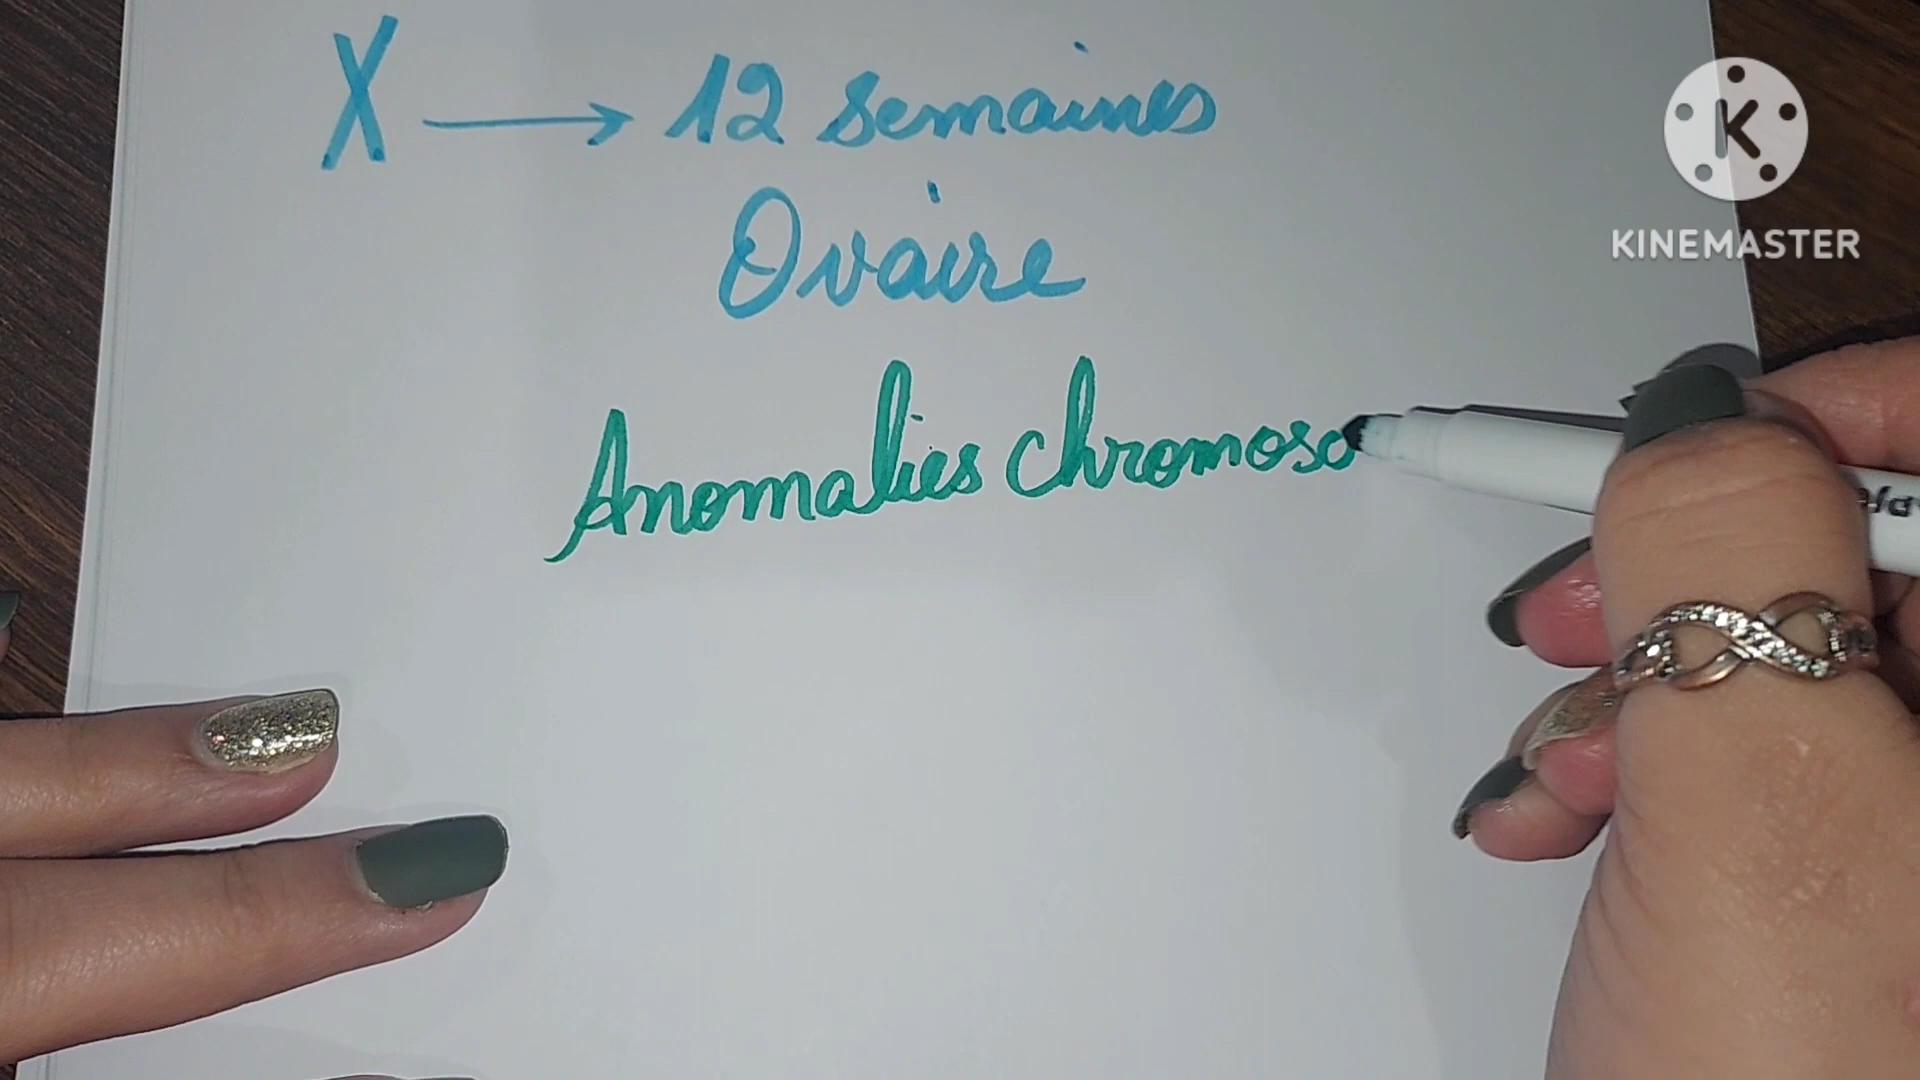 X → 12 semaines
Ovaire
Anomalies chromoso
K
KINEMASTER